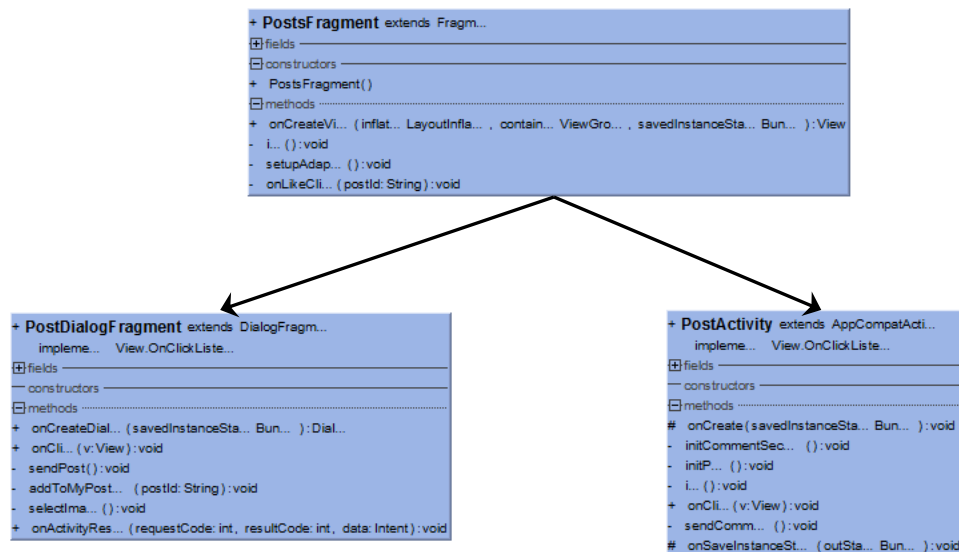 + PostsFragment extends Fragm...
fields
constructors
+ PostsFragment()
methods
+ onCreateVi... (inflat... LayoutInfla... , contain... ViewGro... , savedInstanceSta... Bun... ):View
- i... ():void
- setupAdap... ():void
- onLikeCli... (postId: String):void
+ PostDialogFragment extends DialogFragm...
impleme... View.OnClickListe...
fields
constructors
methods
+ onCreateDial... (savedInstanceSta... Bun... ):Dial...
+ onCli... (v:View):void
- sendPost():void
- addToMyPost... (postId: String):void
- selectIma... ():void
+ onActivityRes... (requestCode: int, resultCode: int, data: Intent):void
+ PostActivity extends AppCompatActi...
impleme... View.OnClickListe...
fields
constructors
methods
# onCreate(savedInstanceSta... Bun... ):void
- initCommentSec... ():void
- initP... ():void
- i... ():void
+ onCli... (v:View):void
- sendComm... ():void
# onSaveInstanceSt... (outSta... Bun... ):void